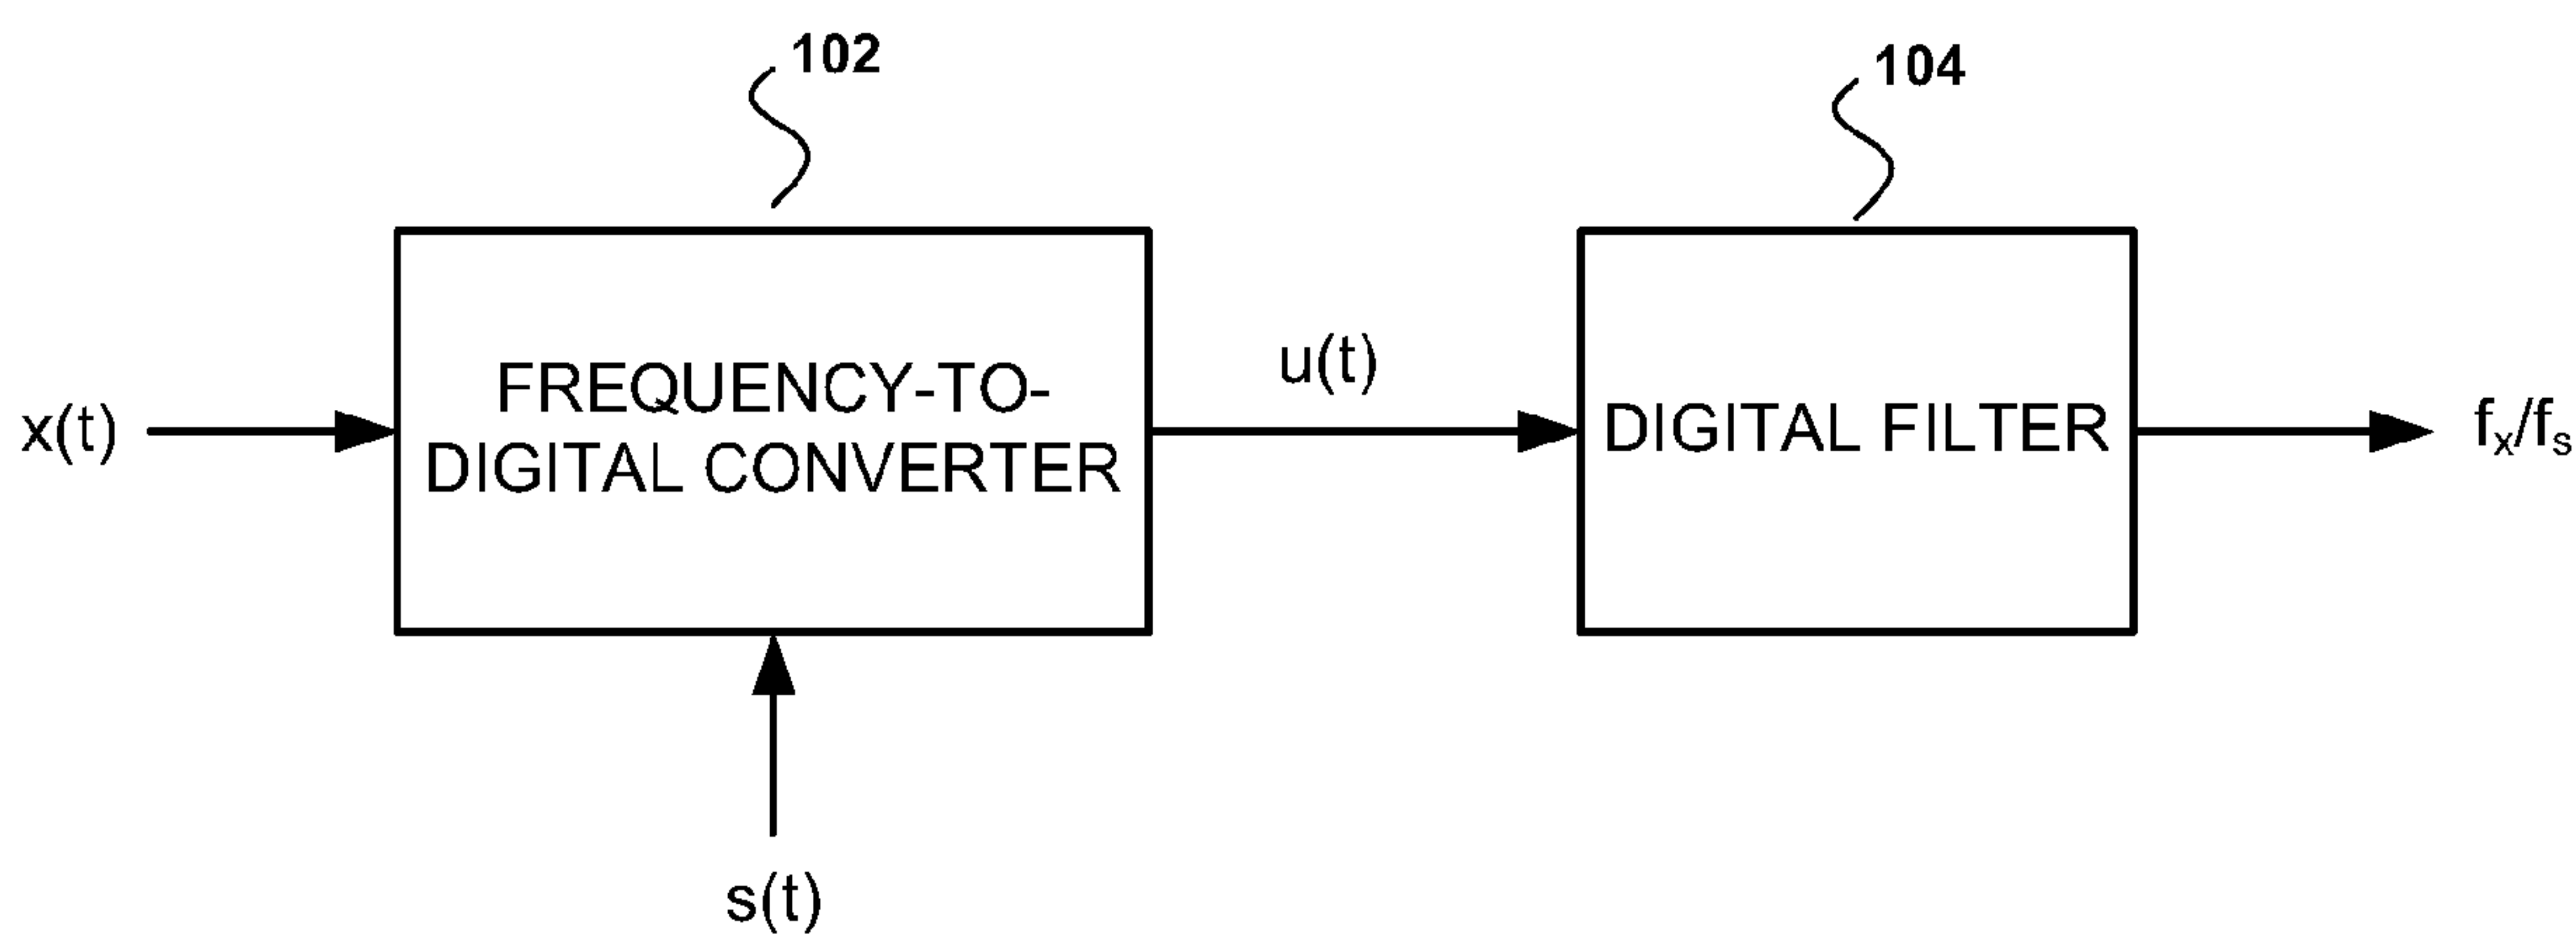 102
104
x(t)
FREQUENCY-TO-
DIGITAL CONVERTER
u(t)
DIGITAL FILTER
fx/fs
s(t)